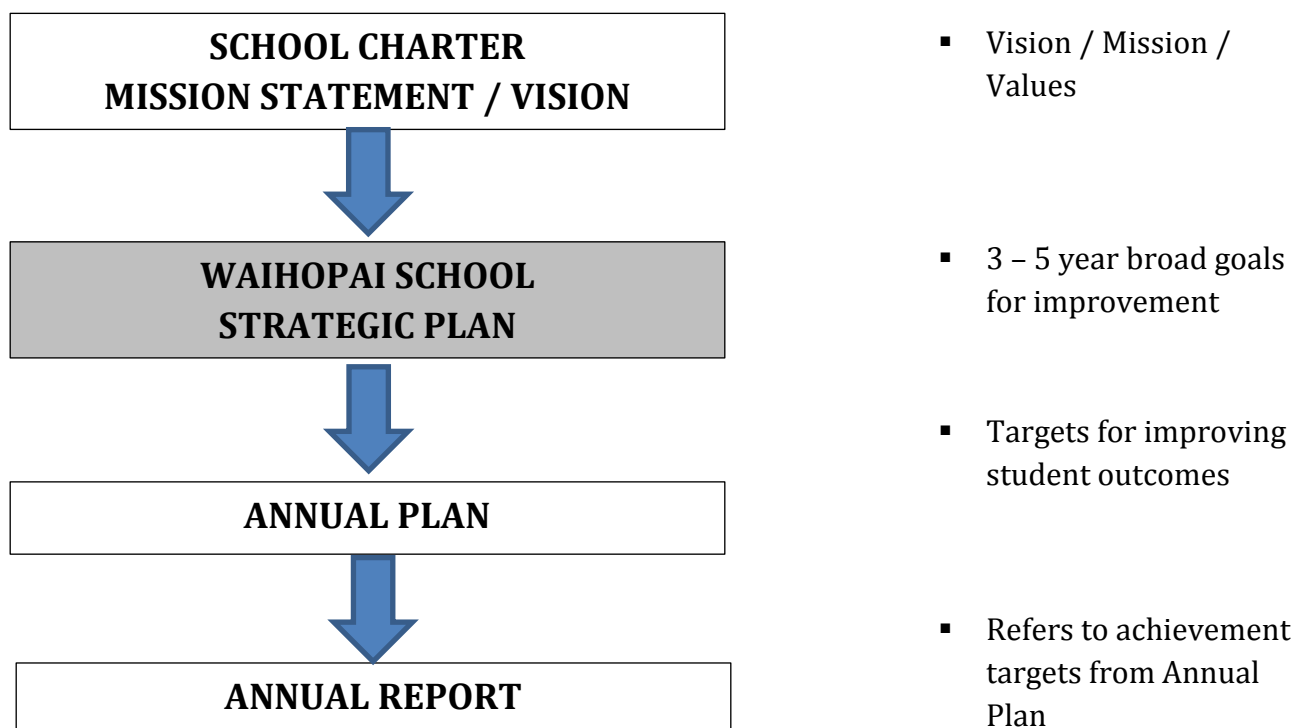 SCHOOL CHARTER
MISSION STATEMENT / VISION
▪ Vision / Mission /
Values
WAIHOPAI SCHOOL
STRATEGIC PLAN
▪ 3 – 5 year broad goals
for improvement
ANNUAL PLAN
▪ Targets for improving
student outcomes
ANNUAL REPORT
▪ Refers to achievement
targets from Annual
Plan